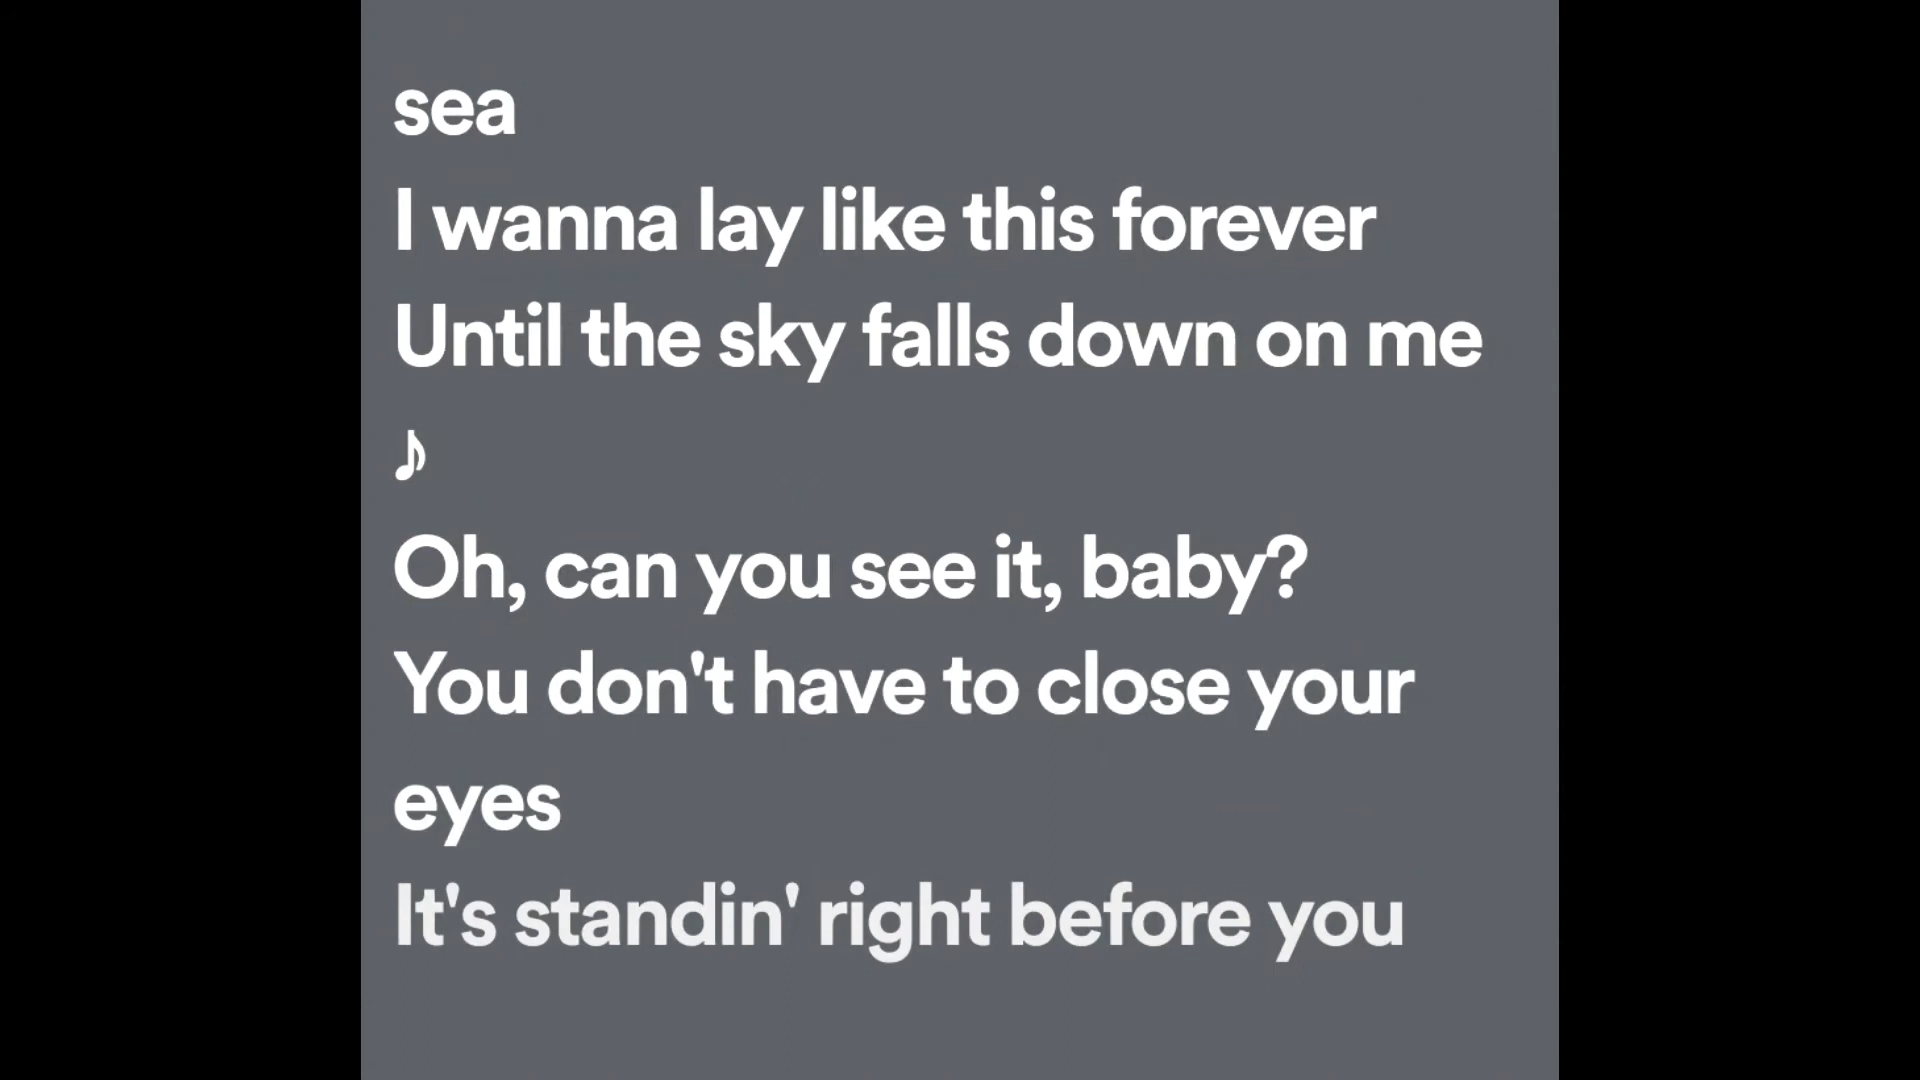 sea
I wanna lay like this forever
Until the sky falls down on me
♪
Oh, can you see it, baby?
You don't have to close your
eyes
It's standin' right before you